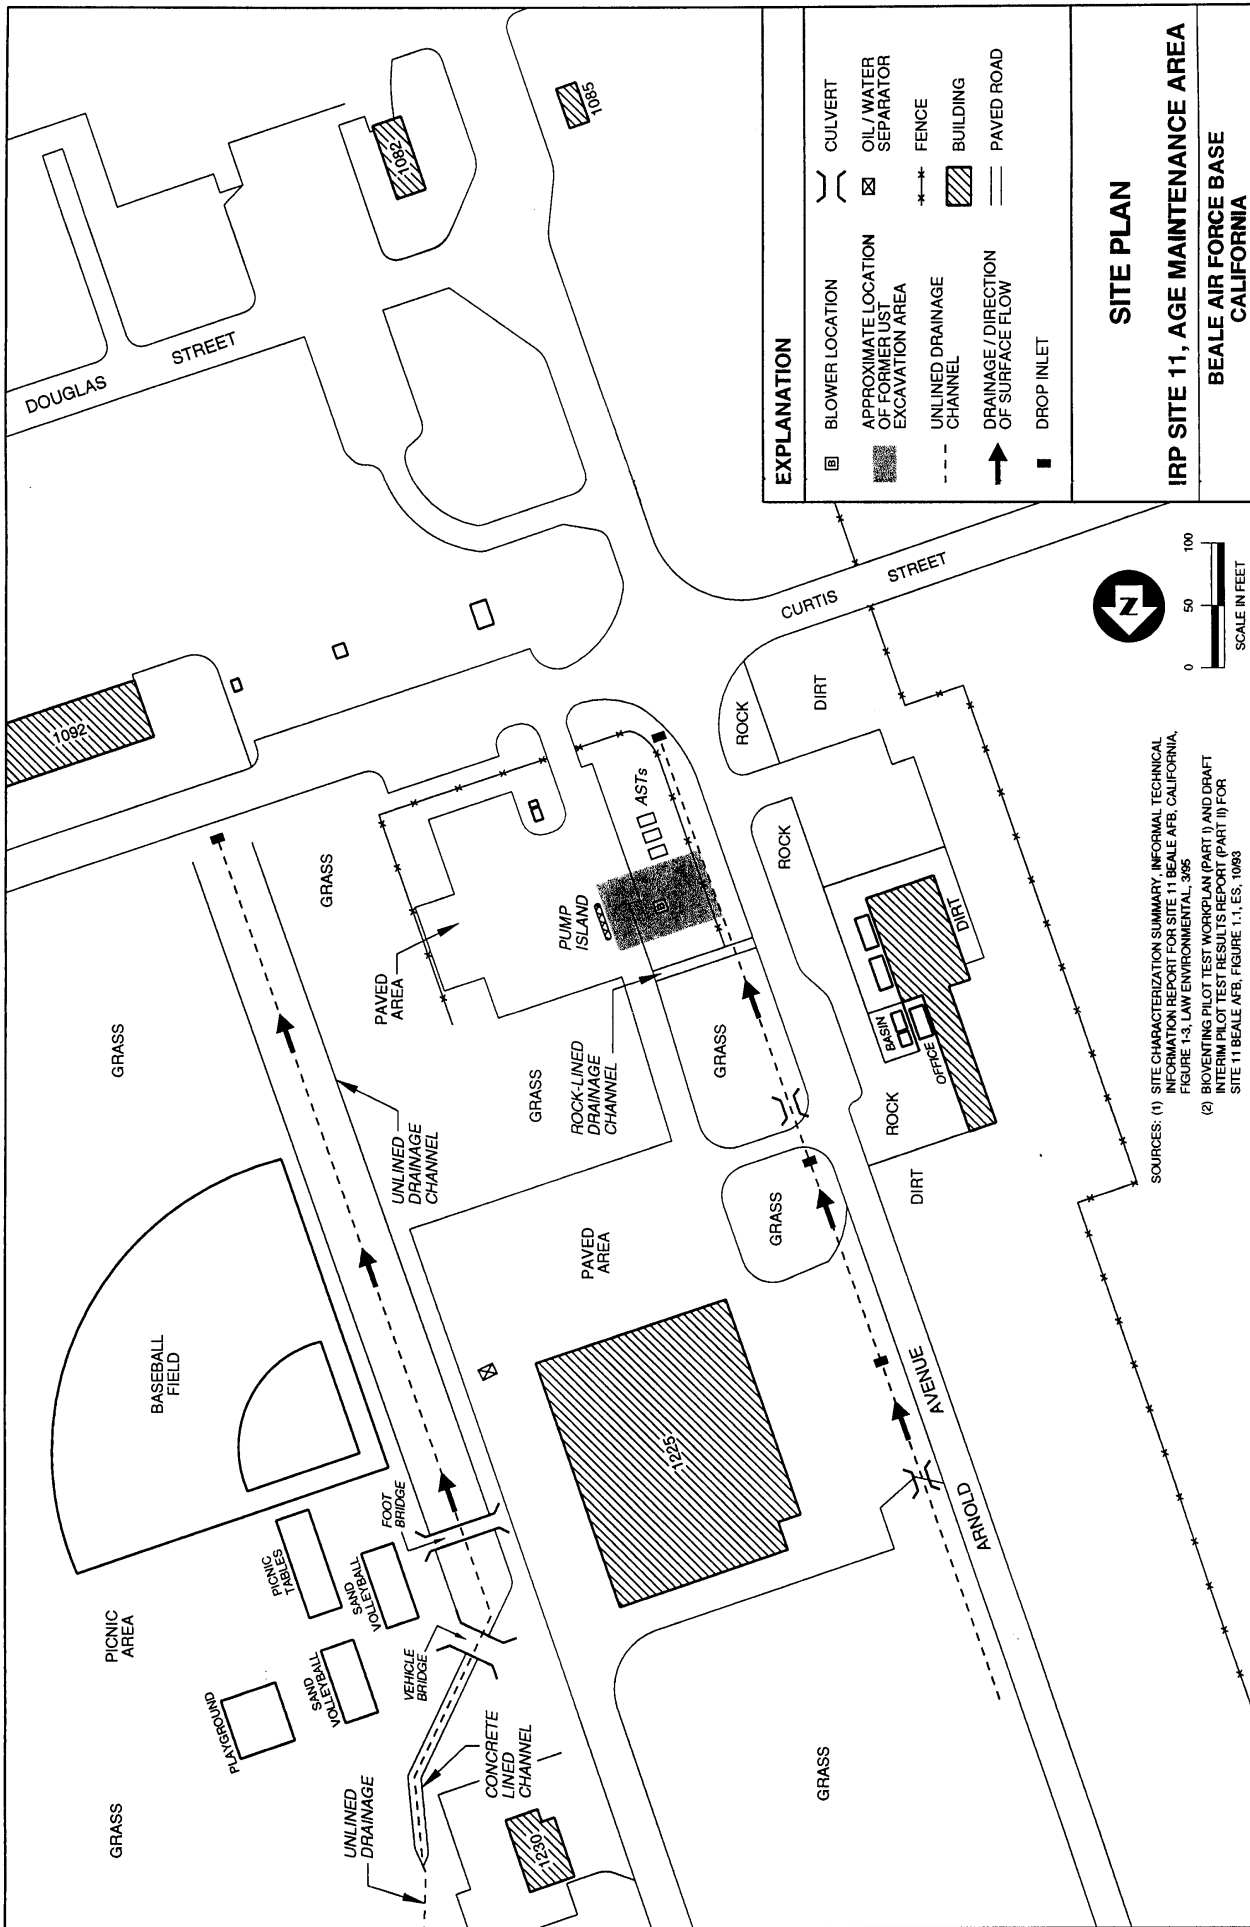 DOUGLAS
STREET
1082
1085
1092
GRASS
GRASS
PAVED
AREA
PUMP
ISLAND
ASTs
B
ROCK
DIRT
CURTIS
STREET
ROCK
UNLINED
DRAINAGE
CHANNEL
GRASS
ROCK-LINED
DRAINAGE
CHANNEL
GRASS
BASIN
OFFICE
DIRT
ROCK
DIRT
BASEBALL
FIELD
PAVED
AREA
GRASS
1225
ARNOLD
AVENUE
PICNIC
AREA
PICNIC
TABLES
SAND
VOLLEYBALL
FOOT
BRIDGE
PLAYGROUND
SAND
VOLLEYBALL
VEHICLE
BRIDGE
GRASS
UNLINED
DRAINAGE
CONCRETE
LINED
CHANNEL
1230
GRASS
EXPLANATION
B
BLOWER LOCATION
APPROXIMATE LOCATION
OF FORMER UST
EXCAVATION AREA
UNLINED DRAINAGE
CHANNEL
DRAINAGE / DIRECTION
OF SURFACE FLOW
DROP INLET
CULVERT
OIL / WATER
SEPARATOR
FENCE
BUILDING
PAVED ROAD
SITE PLAN
IRP SITE 11, AGE MAINTENANCE AREA
BEALE AIR FORCE BASE
CALIFORNIA
N
0 50 100
SCALE IN FEET
SOURCES: (1) SITE CHARACTERIZATION SUMMARY, INFORMAL TECHNICAL
INFORMATION REPORT FOR SITE 11 BEALE AFB, CALIFORNIA,
FIGURE 1-3, LAW ENVIRONMENTAL, 3/95
(2) BIOVENTING PILOT TEST WORKPLAN (PART I) AND DRAFT
INTERIM PILOT TEST RESULTS REPORT (PART II) FOR
SITE 11 BEALE AFB, FIGURE 1.1, ES, 10/93